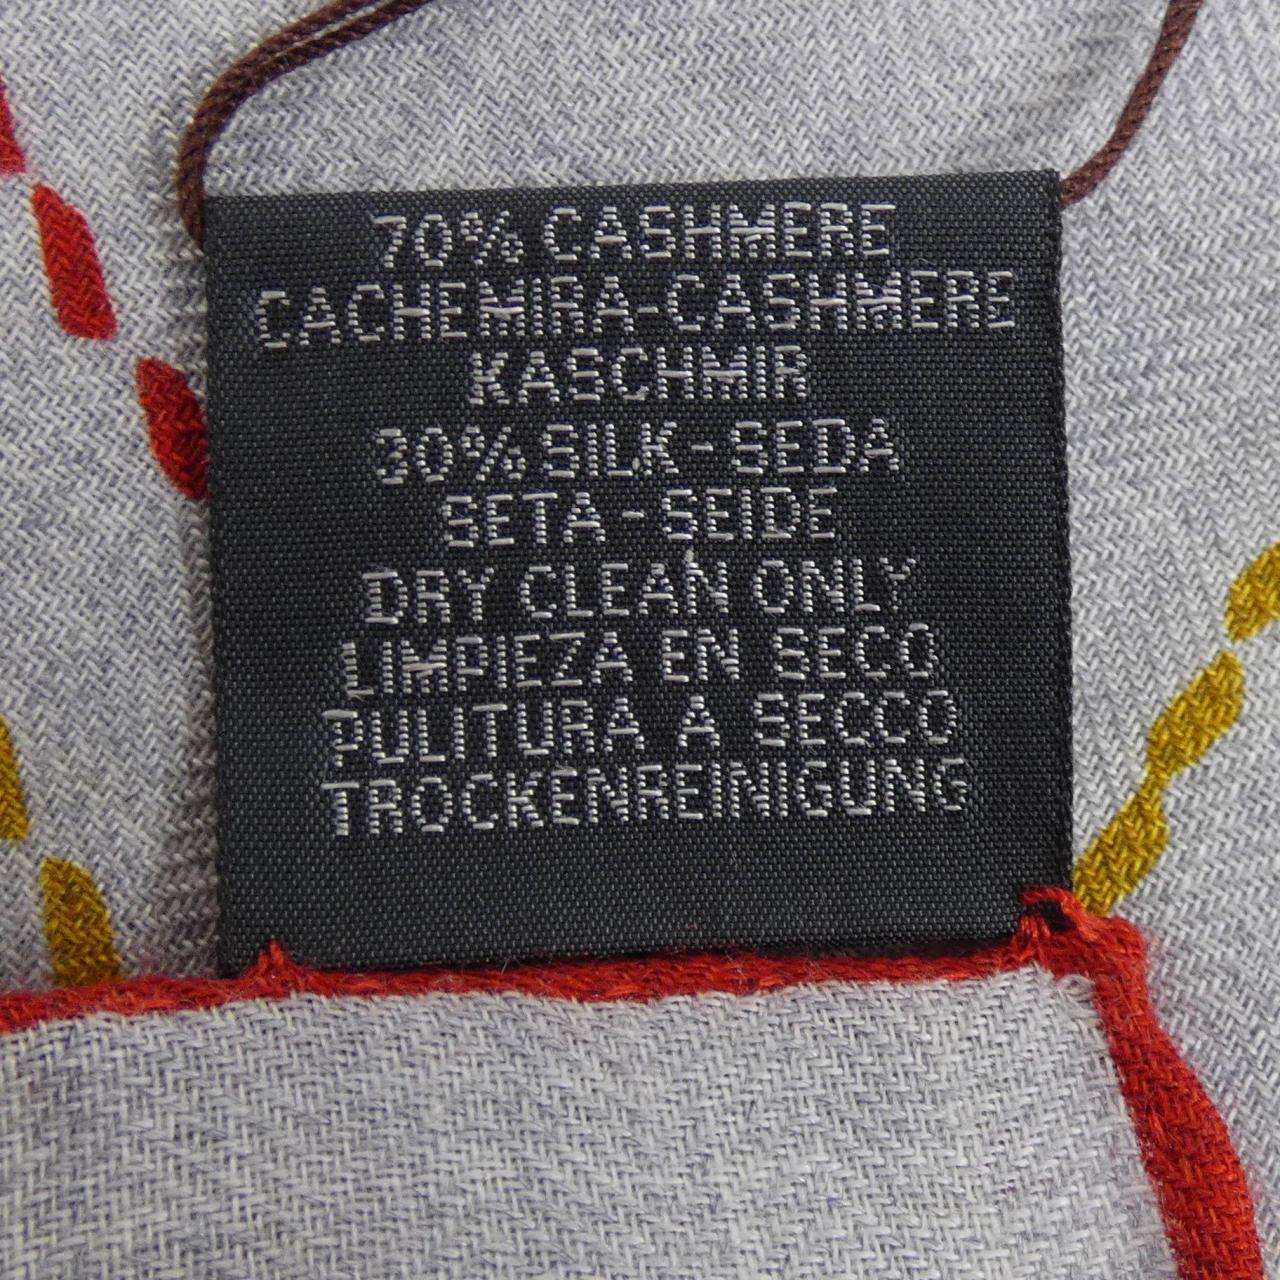 70% CASHMERE
CACHEMIRA-CASHMERE
KASCHMIR
30% SILK - SEDA
SETA - SEIDE
DRY CLEAN ONLY
LIMPIEZA EN SECO
PULITURA A SECCO
TROCKENREINIGUNG